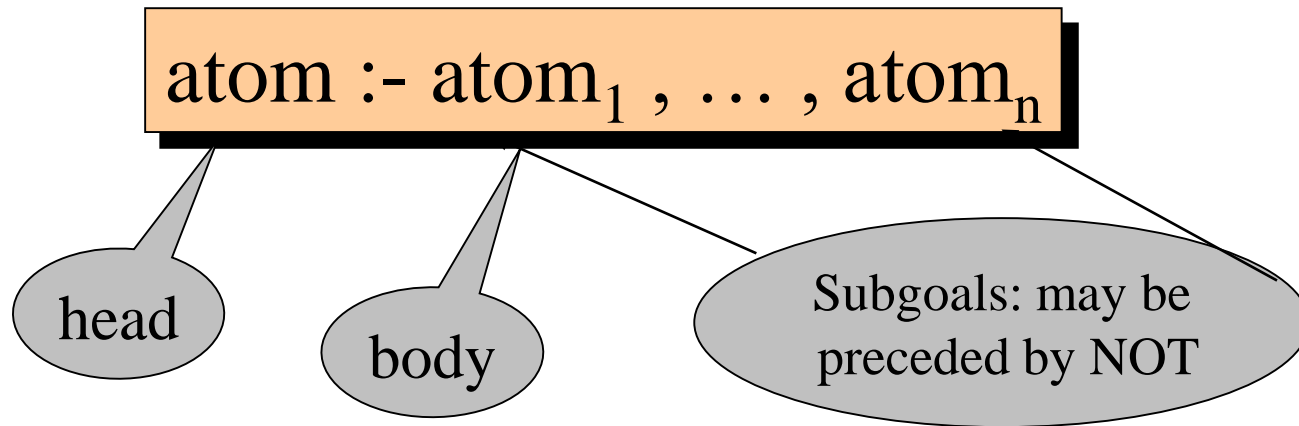 atom :- atom₁ , … , atomₙ
head
body
Subgoals: may be
preceded by NOT